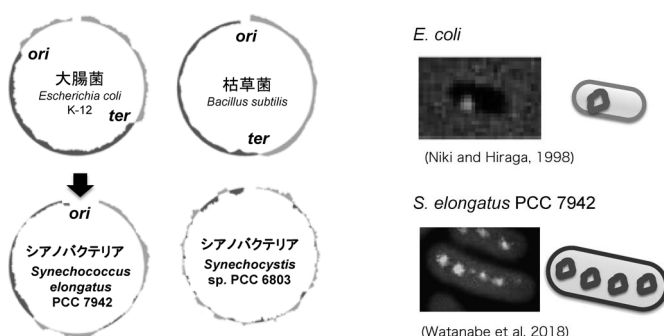 ori
大腸菌
Escherichia coli
K-12
ter
ori
枯草菌
Bacillus subtilis
ter
ori
シアノバクテリア
Synechococcus
elongatus
PCC 7942
シアノバクテリア
Synechocystis
sp. PCC 6803
E. coli
(Niki and Hiraga, 1998)
S. elongatus PCC 7942
(Watanabe et al. 2018)